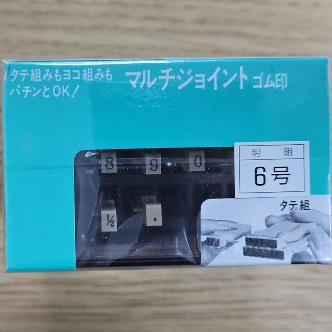 タテ組みもヨコ組みも
パチンとOK!
マルチジョイントゴム印
明朝
6号
タテ組
8 9 0
½ .